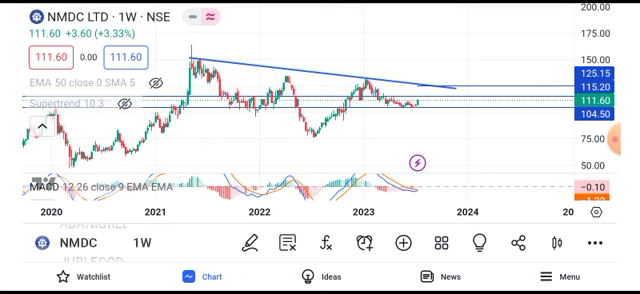 NMDC LTD · 1W · NSE
111.60 +3.60 (+3.33%)
111.60 0.00 111.60
EMA 50 close 0 SMA 5
Supertrend 10 3
200.00
175.00
150.00
125.15
115.20
111.60
104.50
75.00
50.00
MACD 12 26 close 9 EMA EMA
−0.10
2020 2021 2022 2023 2024 20
NMDC 1W
Watchlist Chart Ideas News Menu